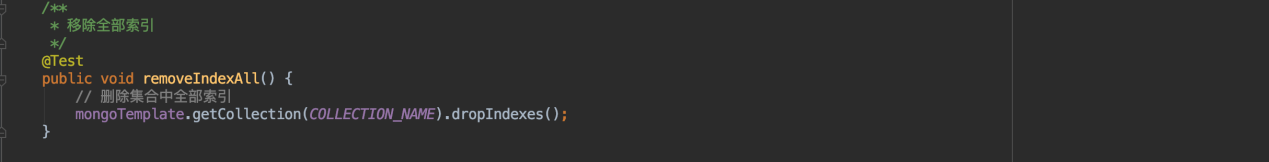 /**
 * 移除全部索引
 */
@Test
public void removeIndexAll() {
    // 删除集合中全部索引
    mongoTemplate.getCollection(COLLECTION_NAME).dropIndexes();
}